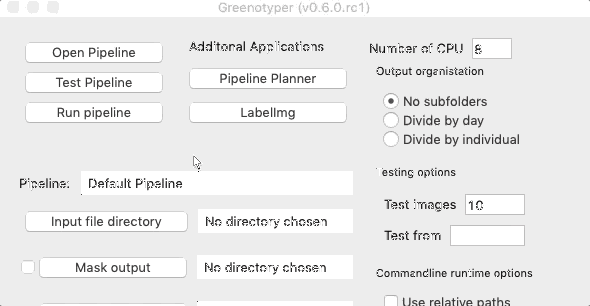 Greenotyper (v0.6.0.rc1)
Open Pipeline
Test Pipeline
Run pipeline
Additonal Applications
Pipeline Planner
LabelImg
Number of CPU 8
Output organistation
No subfolders
Divide by day
Divide by individual
Pipeline: Default Pipeline
Input file directory No directory chosen
Mask output No directory chosen
Testing options
Test images 10
Test from
Commandline runtime options
Use relative paths